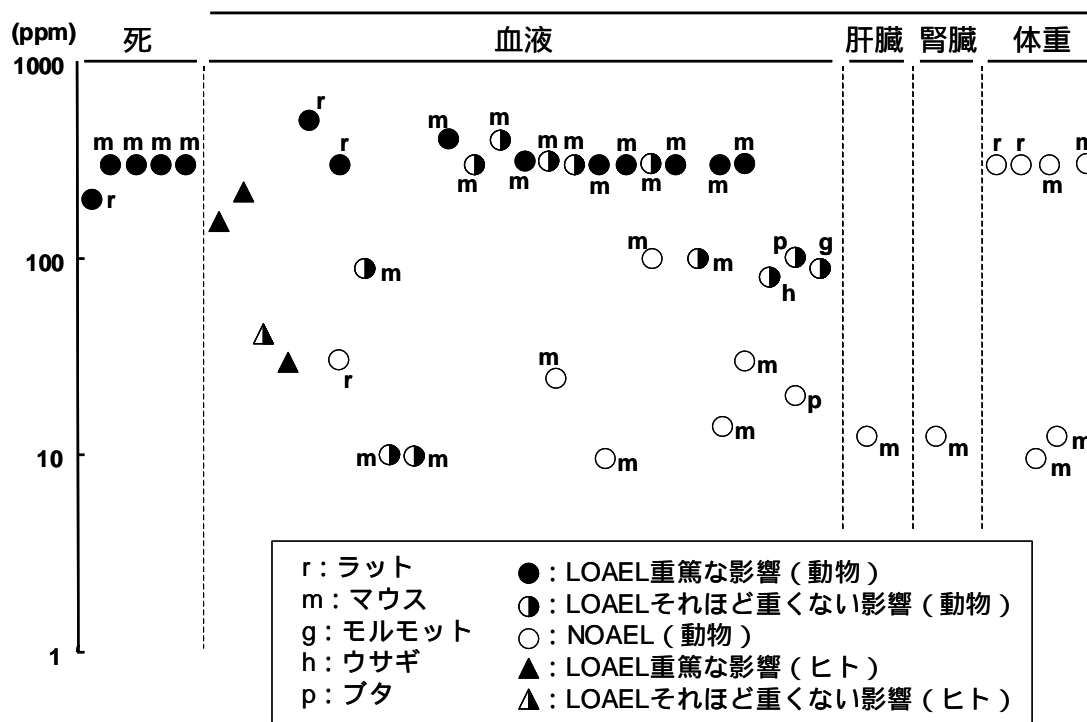 (ppm)
死 血液 肝臓 腎臓 体重
1000
r
m m m m m m r m m m m m r r m
r m m m m
100
m p g
m m h
m m
r p
10
m m m m m m m
m
1
r：ラット ●：LOAEL重篤な影響（動物）
m：マウス ◑：LOAELそれほど重くない影響（動物）
g：モルモット ○：NOAEL（動物）
h：ウサギ ▲：LOAEL重篤な影響（ヒト）
p：ブタ ◮：LOAELそれほど重くない影響（ヒト）